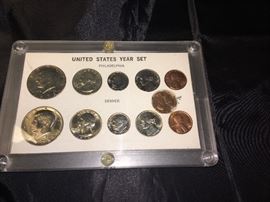 UNITED STATES YEAR SET
PHILADELPHIA
DENVER